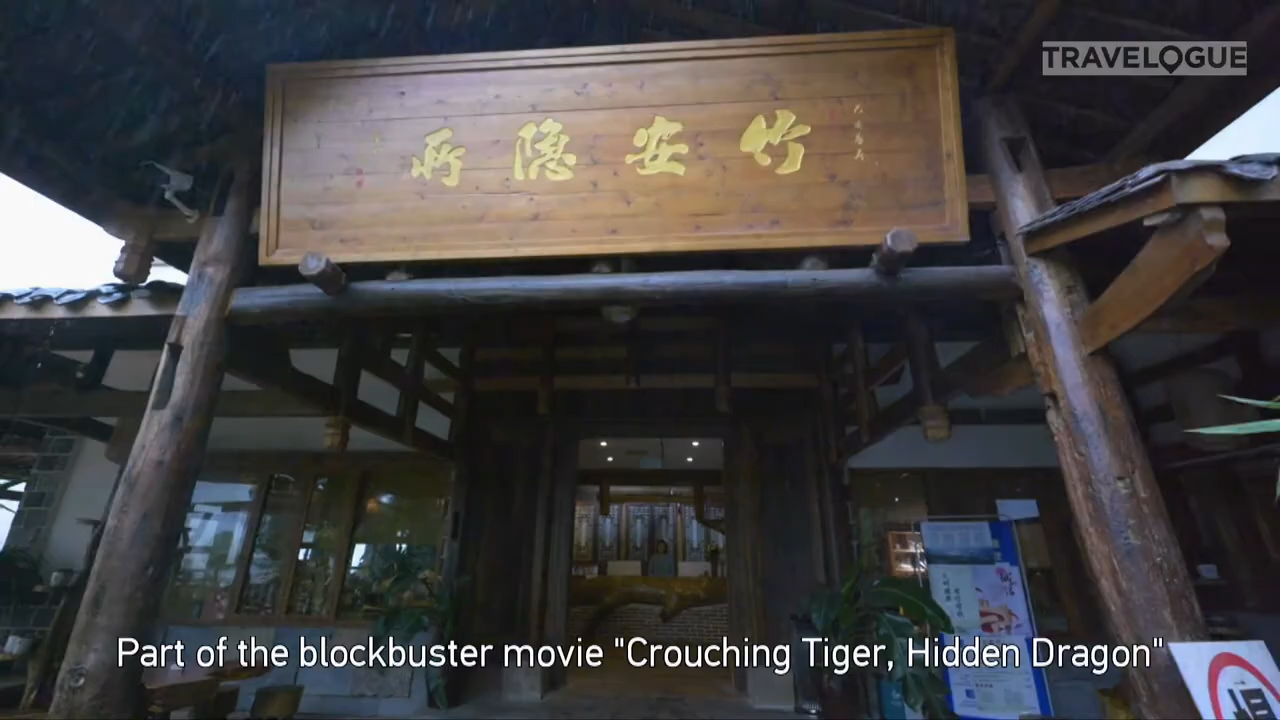 TRAVELOGUE
竹安隐所
Part of the blockbuster movie "Crouching Tiger, Hidden Dragon"